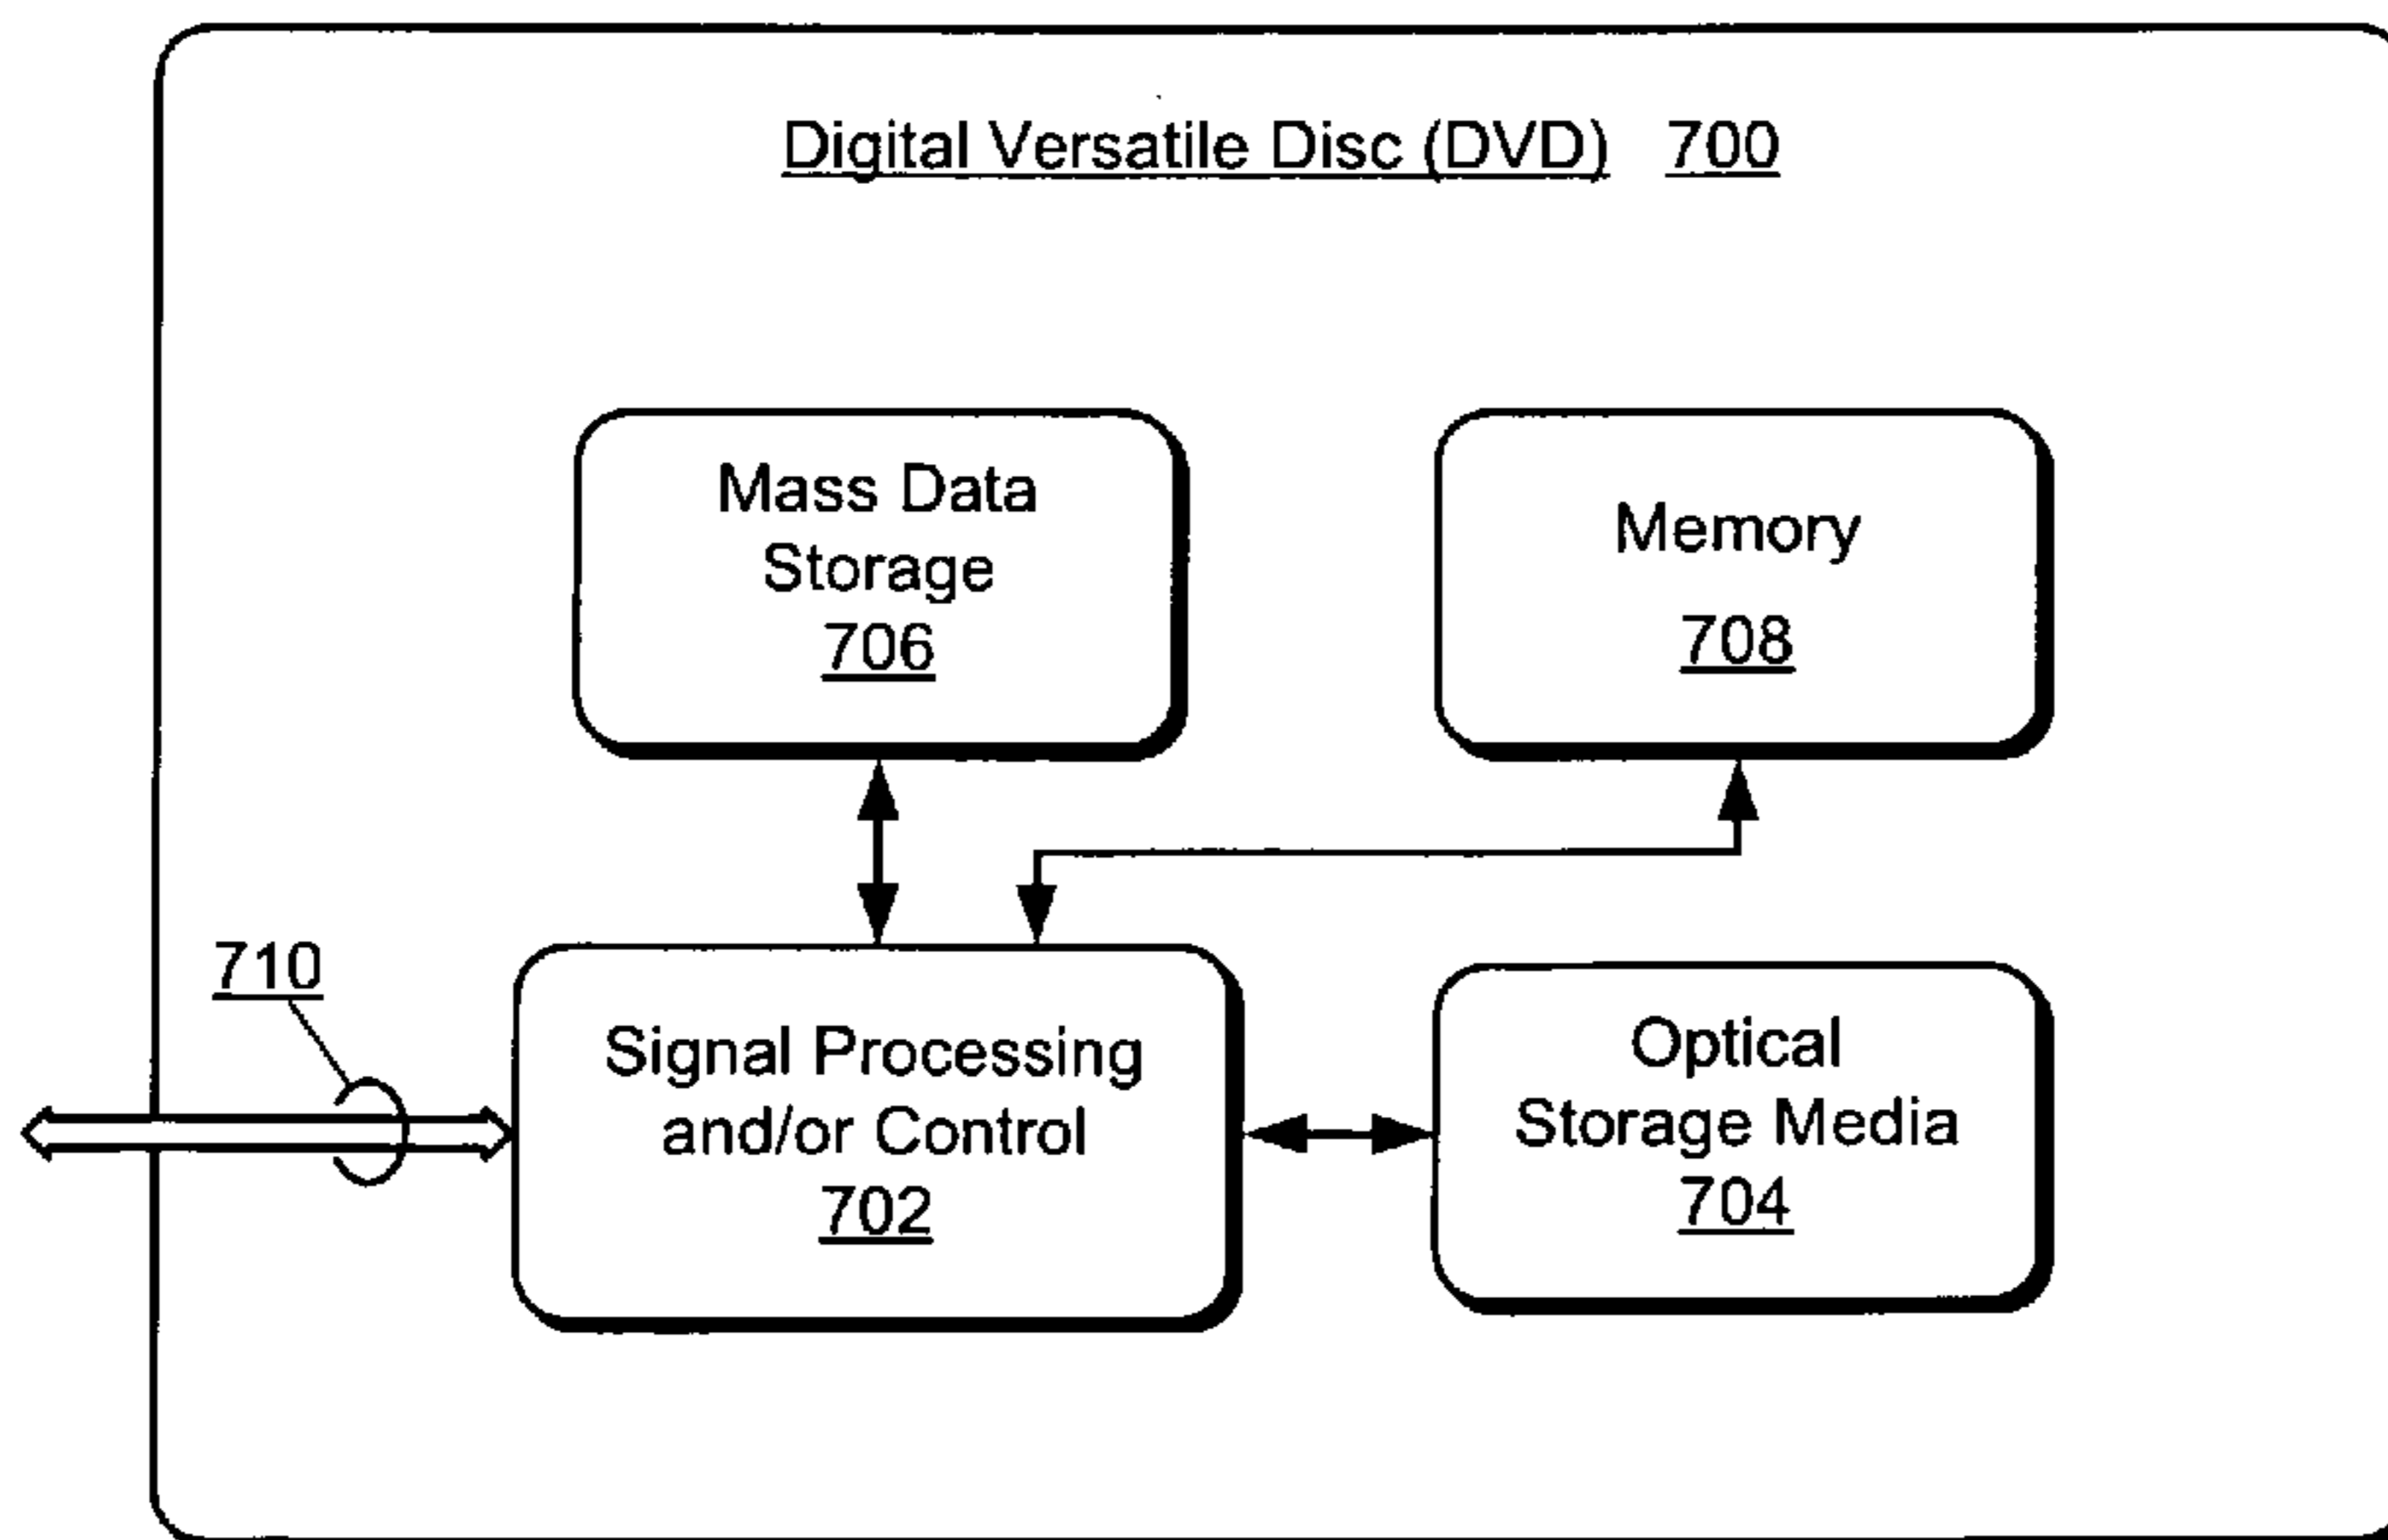 Digital Versatile Disc (DVD) 700
Mass Data
Storage
706
Memory
708
710
Signal Processing
and/or Control
702
Optical
Storage Media
704